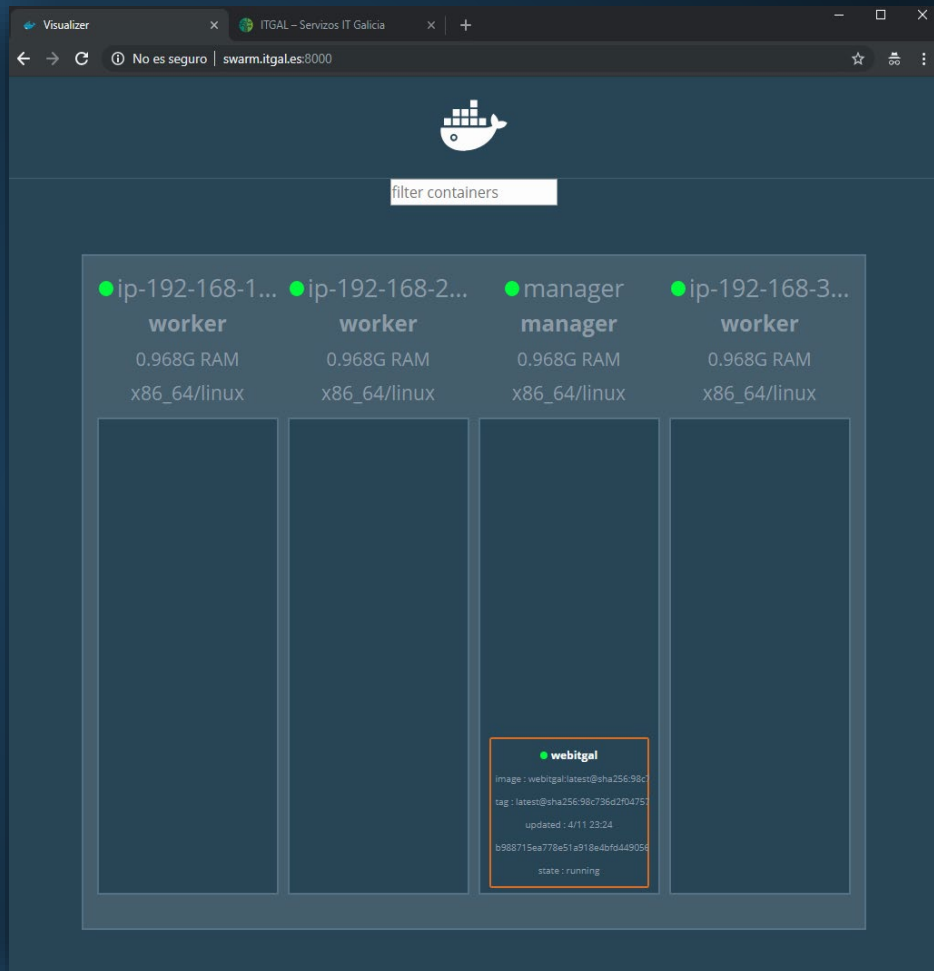 Visualizer
ITGAL – Servizos IT Galicia
No es seguro | swarm.itgal.es:8000
filter containers
ip-192-168-1... ip-192-168-2... manager ip-192-168-3...
worker worker manager worker
0.968G RAM 0.968G RAM 0.968G RAM 0.968G RAM
x86_64/linux x86_64/linux x86_64/linux x86_64/linux
webitgal
image : webitgal:latest@sha256:98c7
tag : latest@sha256:98c736d2f04757
updated : 4/11 23:24
b988715ea778e51a918e4bfd449056
state : running